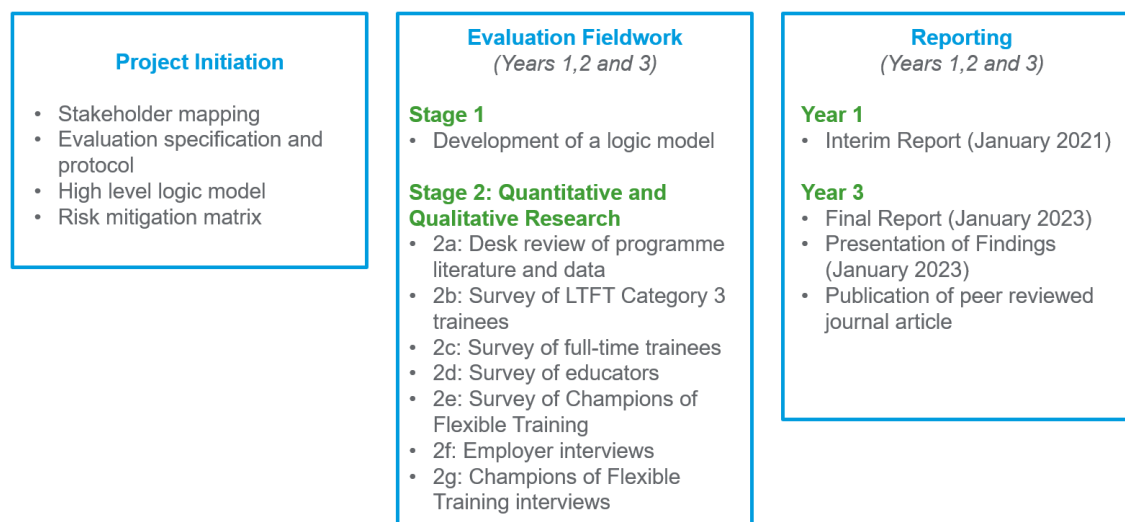 Project Initiation
• Stakeholder mapping
• Evaluation specification and
protocol
• High level logic model
• Risk mitigation matrix
Evaluation Fieldwork
(Years 1,2 and 3)
Stage 1
• Development of a logic model
Stage 2: Quantitative and
Qualitative Research
• 2a: Desk review of programme
literature and data
• 2b: Survey of LTFT Category 3
trainees
• 2c: Survey of full-time trainees
• 2d: Survey of educators
• 2e: Survey of Champions of
Flexible Training
• 2f: Employer interviews
• 2g: Champions of Flexible
Training interviews
Reporting
(Years 1,2 and 3)
Year 1
• Interim Report (January 2021)
Year 3
• Final Report (January 2023)
• Presentation of Findings
(January 2023)
• Publication of peer reviewed
journal article